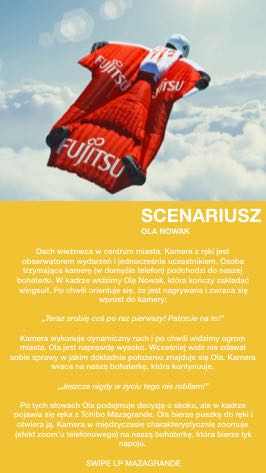 FUJITSU
FUJITSU
SCENARIUSZ
OLA NOWAK
Dach wieżowca w centrum miasta. Kamera z ręki jest
obserwatorem wydarzeń i jednocześnie uczestnikiem. Osoba
trzymająca kamerę (w domyśle telefon) podchodzi do naszej
bohaterki. W kadrze widzimy Olę Nowak, która kończy zakładać
wingsuit. Po chwili orientuje się, że jest nagrywana i zwraca się
wprost do kamery:
„Teraz zrobię coś po raz pierwszy! Patrzcie na to!”
Kamera wykonuje dynamiczny ruch i po chwili widzimy ogrom
miasta. Ola jest naprawdę wysoko. Wcześniej widz nie zdawał
sobie sprawy w jakim dokładnie położeniu znajduje się Ola. Kamera
wraca na naszą bohaterkę, która kontynuuje.
„Jeszcze nigdy w życiu tego nie robiłam!”
Po tych słowach Ola podejmuje decyzję o skoku, ale w kadrze
pojawia się ręka z Tchibo Mazagrande. Ola bierze puszkę do ręki i
otwiera ją. Kamera w międzyczasie charakterystycznie zoomuje
(efekt zoom'u telefonowego) na naszą bohaterkę, która bierze łyk
napoju.
SWIPE LP MAZAGRANDE